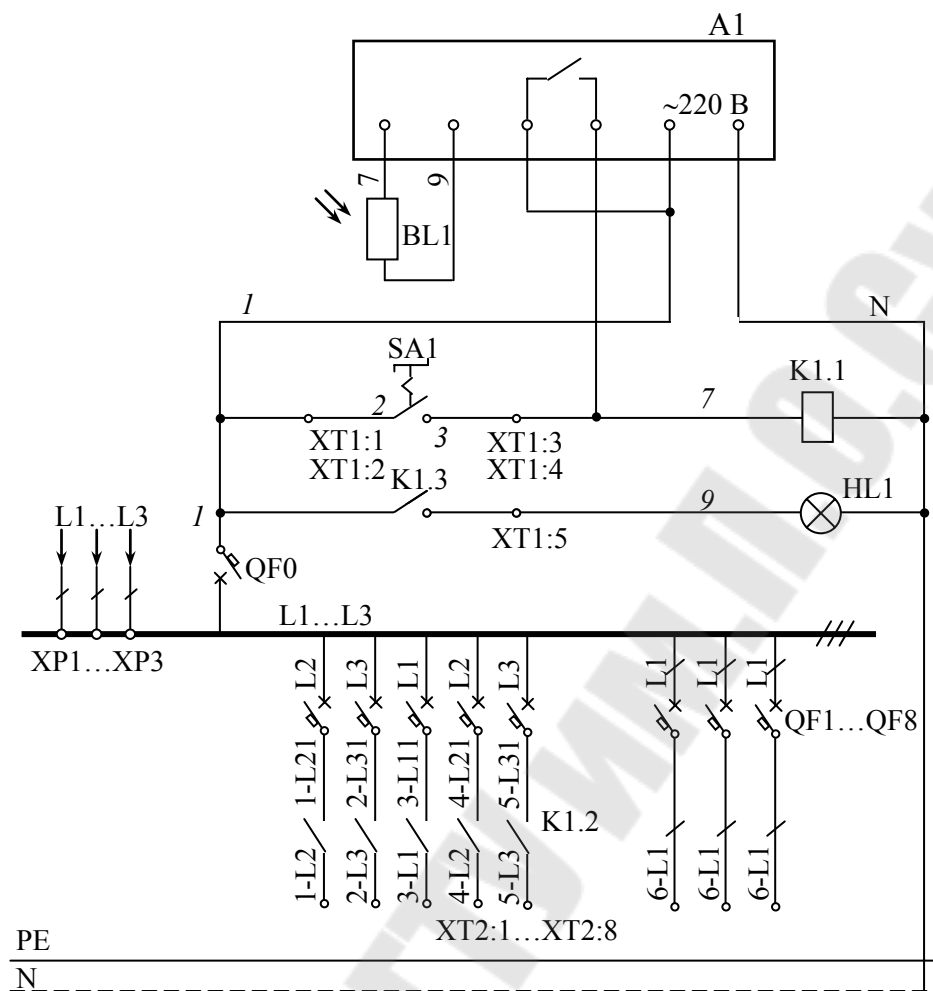 A1
~220 В
7
9
BL1
1
N
SA1
K1.1
2
7
3
XT1:1
XT1:3
XT1:2
XT1:4
K1.3
HL1
L1…L3
1
9
XT1:5
QF0
L1…L3
XP1…XP3
L2
L3
L1
L2
L3
L1
L1
L1
QF1…QF8
1-L21
2-L31
3-L11
4-L21
5-L31
K1.2
1-L2
2-L3
3-L1
4-L2
5-L3
6-L1
6-L1
6-L1
XT2:1…XT2:8
PE
N
ГТУ им. П.О.Су